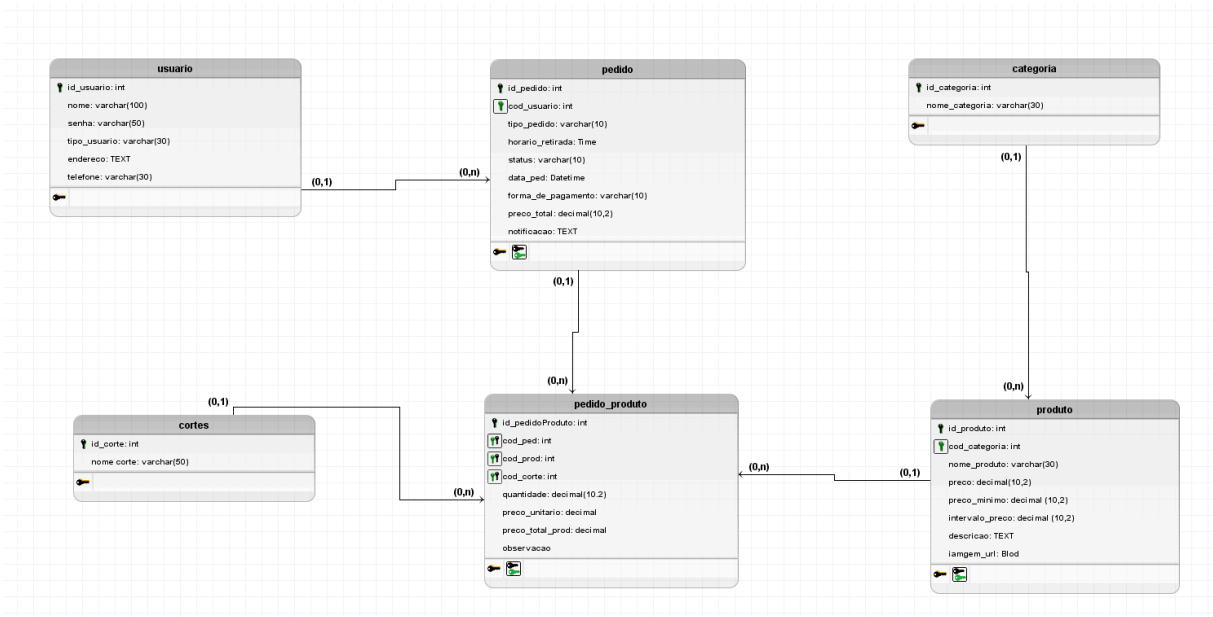 usuario
id_usuario: int
nome: varchar(100)
senha: varchar(50)
tipo_usuario: varchar(30)
endereco: TEXT
telefone: varchar(30)
(0,1)
(0,n)
pedido
id_pedido: int
cod_usuario: int
tipo_pedido: varchar(10)
horario_retirada: Time
status: varchar(10)
data_ped: Datetime
forma_de_pagamento: varchar(10)
preco_total: decimal(10,2)
notificacao: TEXT
(0,1)
(0,n)
categoria
id_categoria: int
nome_categoria: varchar(30)
(0,1)
(0,n)
cortes
id_corte: int
nome corte: varchar(50)
(0,1)
(0,n)
pedido_produto
id_pedidoProduto: int
cod_ped: int
cod_prod: int
cod_corte: int
quantidade: decimal(10.2)
preco_unitario: decimal
preco_total_prod: decimal
observacao
(0,n)
(0,1)
produto
id_produto: int
cod_categoria: int
nome_produto: varchar(30)
preco: decimal(10,2)
preco_minimo: decimal (10,2)
intervalo_preco: decimal (10,2)
descricao: TEXT
iamgem_url: Blod